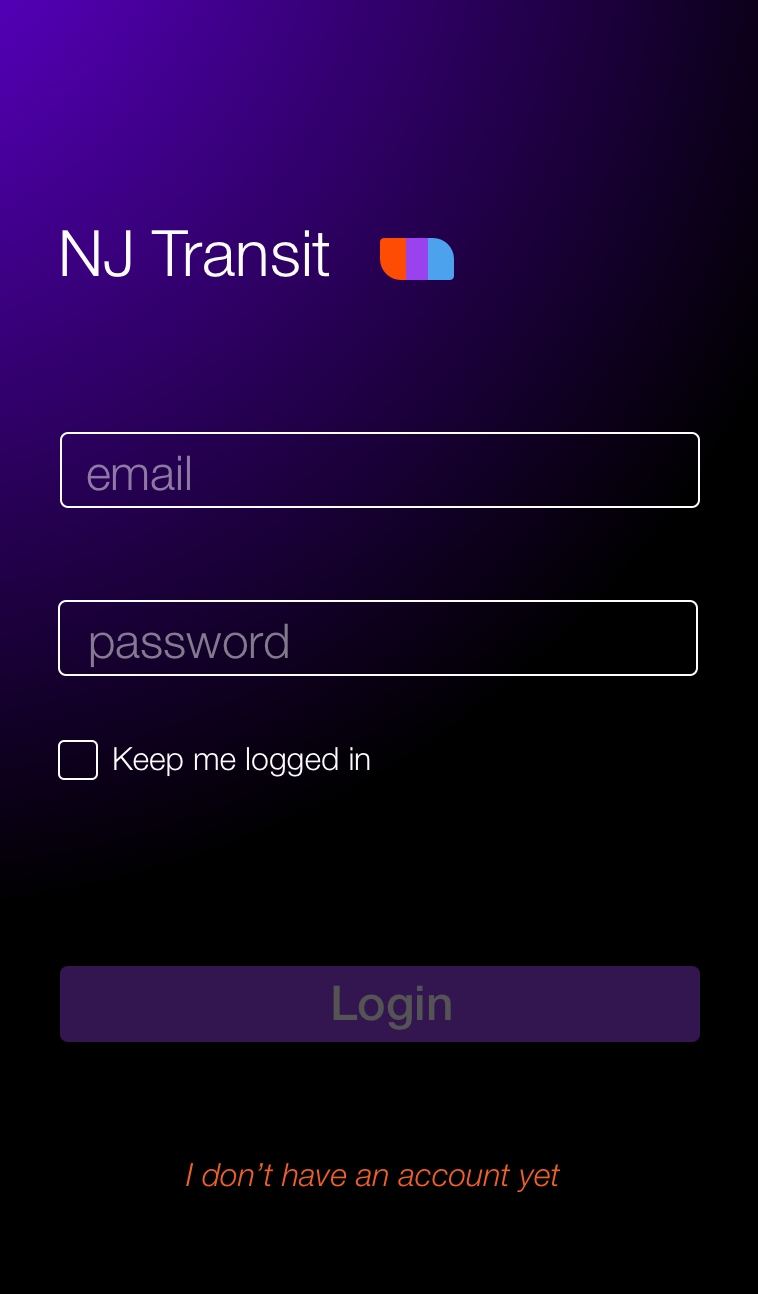 NJ Transit
email
password
Keep me logged in
Login
I don’t have an account yet